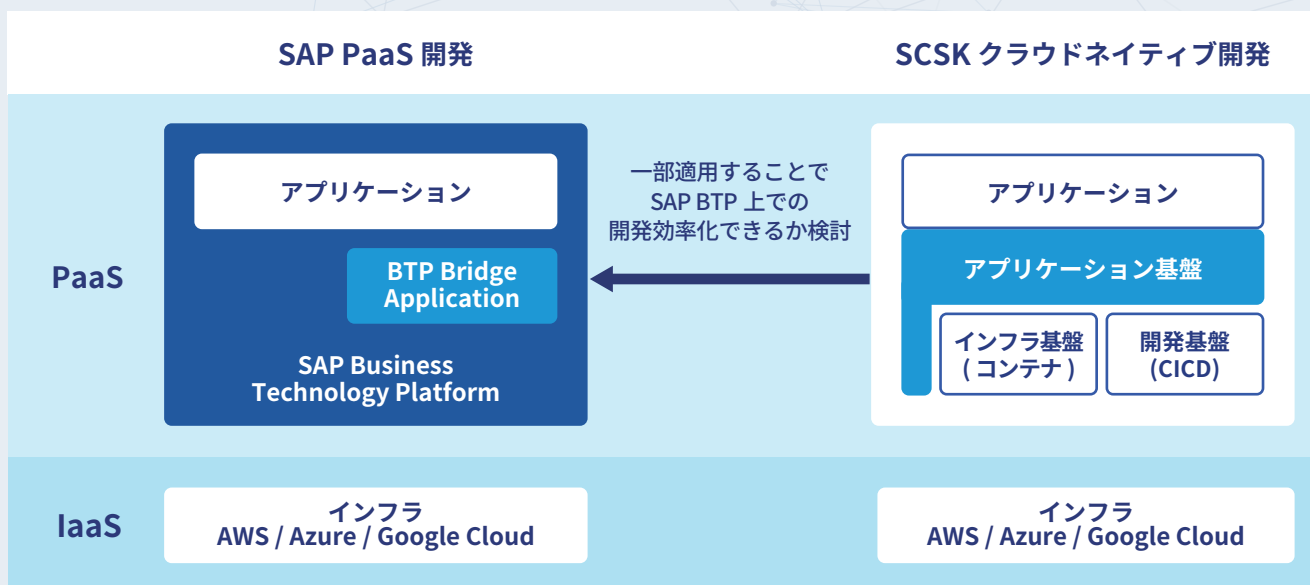 SAP PaaS 開発
SCSK クラウドネイティブ開発
PaaS
アプリケーション
BTP Bridge
Application
SAP Business
Technology Platform
一部適用することで
SAP BTP 上での
開発効率化できるか検討
アプリケーション
アプリケーション基盤
インフラ基盤
( コンテナ )
開発基盤
(CICD)
IaaS
インフラ
AWS / Azure / Google Cloud
インフラ
AWS / Azure / Google Cloud